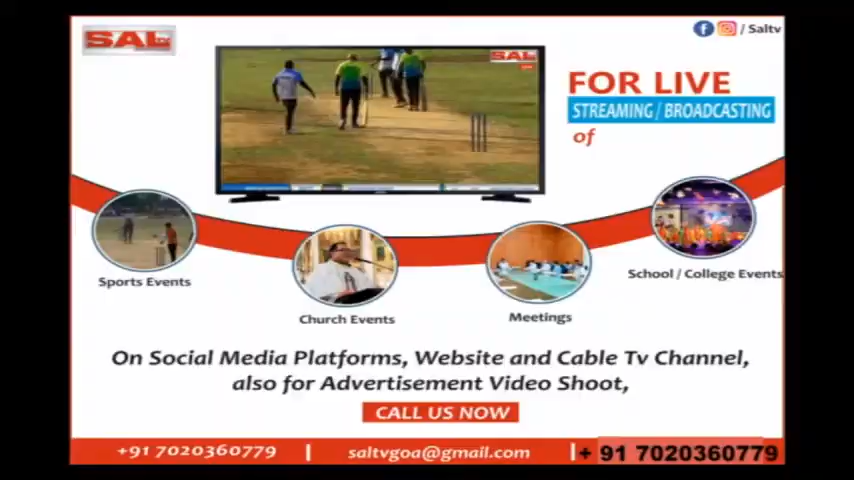 SAL
/ Saltv
SAL
FOR LIVE
STREAMING / BROADCASTING
of
Sports Events
Church Events
Meetings
School / College Events
On Social Media Platforms, Website and Cable Tv Channel,
also for Advertisement Video Shoot,
CALL US NOW
+91 7020360779 | saltvgoa@gmail.com | + 91 7020360779